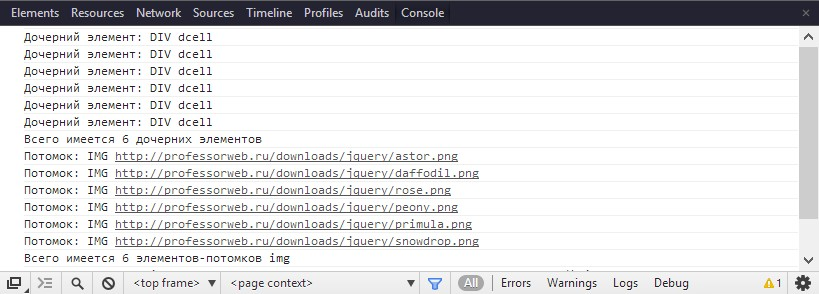 Elements Resources Network Sources Timeline Profiles Audits Console
Дочерний элемент: DIV dcell
Дочерний элемент: DIV dcell
Дочерний элемент: DIV dcell
Дочерний элемент: DIV dcell
Дочерний элемент: DIV dcell
Дочерний элемент: DIV dcell
Всего имеется 6 дочерних элементов
Потомок: IMG http://professorweb.ru/downloads/jquery/astor.png
Потомок: IMG http://professorweb.ru/downloads/jquery/daffodil.png
Потомок: IMG http://professorweb.ru/downloads/jquery/rose.png
Потомок: IMG http://professorweb.ru/downloads/jquery/peony.png
Потомок: IMG http://professorweb.ru/downloads/jquery/primula.png
Потомок: IMG http://professorweb.ru/downloads/jquery/snowdrop.png
Всего имеется 6 элементов-потомков img
<top frame> <page context> All Errors Warnings Logs Debug 1